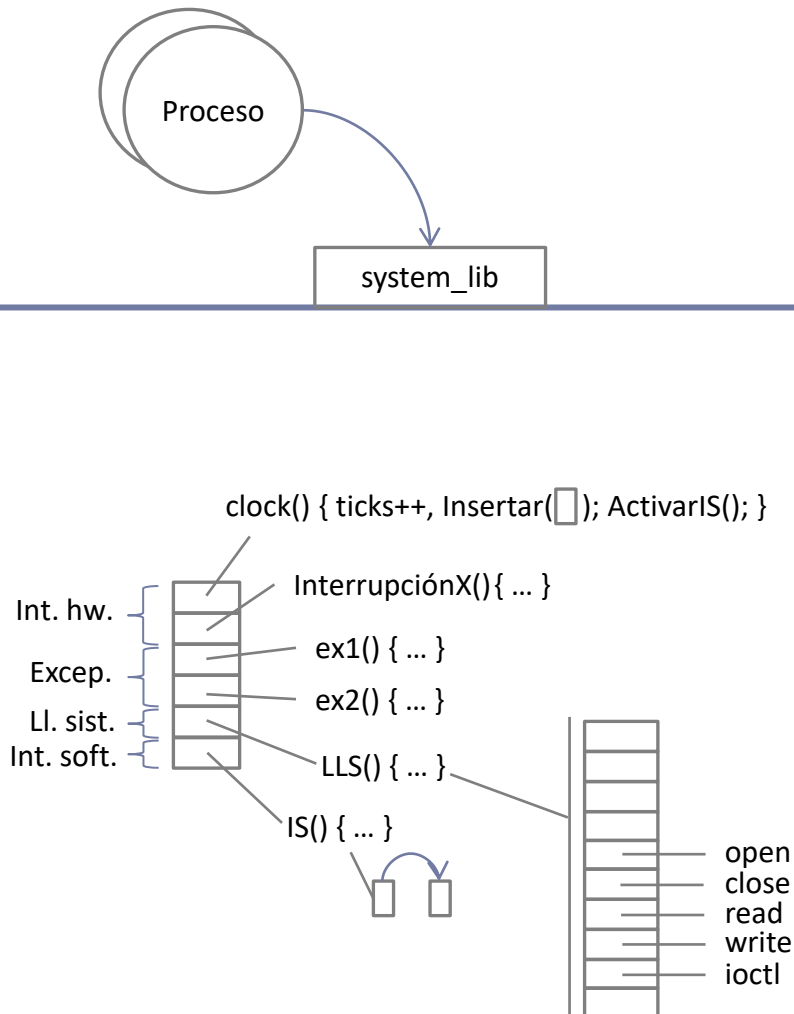 Proceso
system_lib
clock() { ticks++, Insertar( ); ActivarIS(); }
InterrupciónX() { ... }
Int. hw.
ex1() { ... }
Excep.
ex2() { ... }
Ll. sist.
Int. soft.
LLS() { ... }
IS() { ... }
open
close
read
write
ioctl